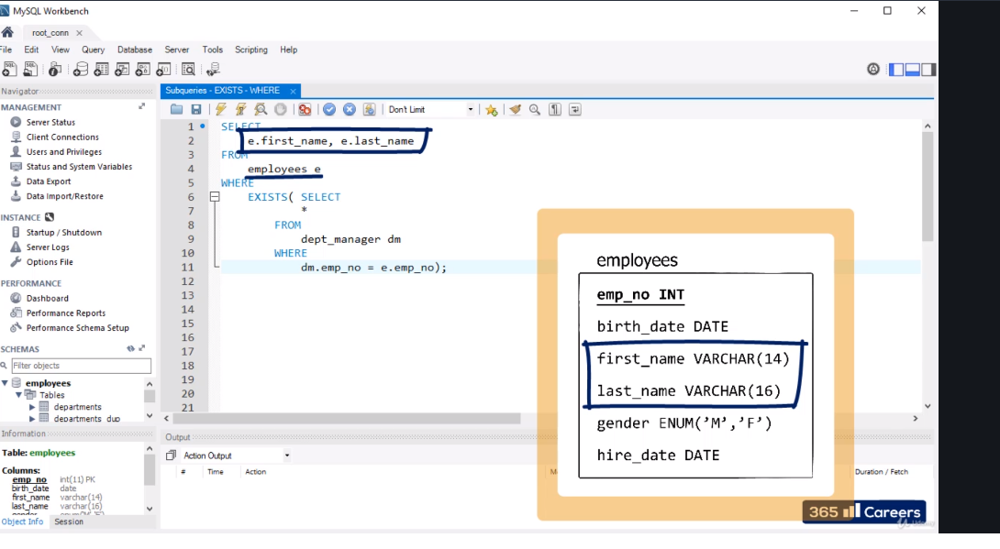 MySQL Workbench
root_conn
File Edit View Query Database Server Tools Scripting Help
Navigator
MANAGEMENT
Server Status
Client Connections
Users and Privileges
Status and System Variables
Data Export
Data Import/Restore
INSTANCE
Startup / Shutdown
Server Logs
Options File
PERFORMANCE
Dashboard
Performance Reports
Performance Schema Setup
SCHEMAS
Filter objects
employees
Tables
departments
departments_dup
Information
Table: employees
Columns:
emp_no int(11) PK
birth_date date
first_name varchar(14)
last_name varchar(16)
gender enum('M','F')
Object Info Session
Subqueries - EXISTS - WHERE
Don't Limit
1 SELECT
2 e.first_name, e.last_name
3 FROM
4 employees e
5 WHERE
6 EXISTS( SELECT
7 *
8 FROM
9 dept_manager dm
10 WHERE
11 dm.emp_no = e.emp_no);
12
13
14
15
16
17
18
19
20
21
Output
Action Output
# Time Action Duration / Fetch
employees
emp_no INT
birth_date DATE
first_name VARCHAR(14)
last_name VARCHAR(16)
gender ENUM('M','F')
hire_date DATE
365 Careers
Udemy